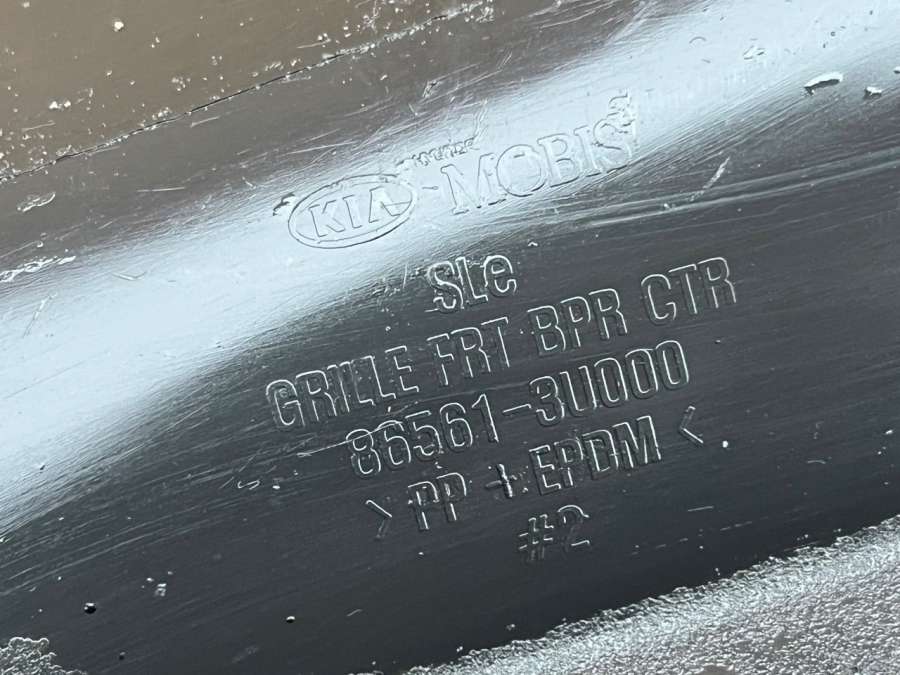 KIA MOBIS
SLe
GRILLE FRT BPR CTR
86561-3U000
> PP + EPDM <
#2